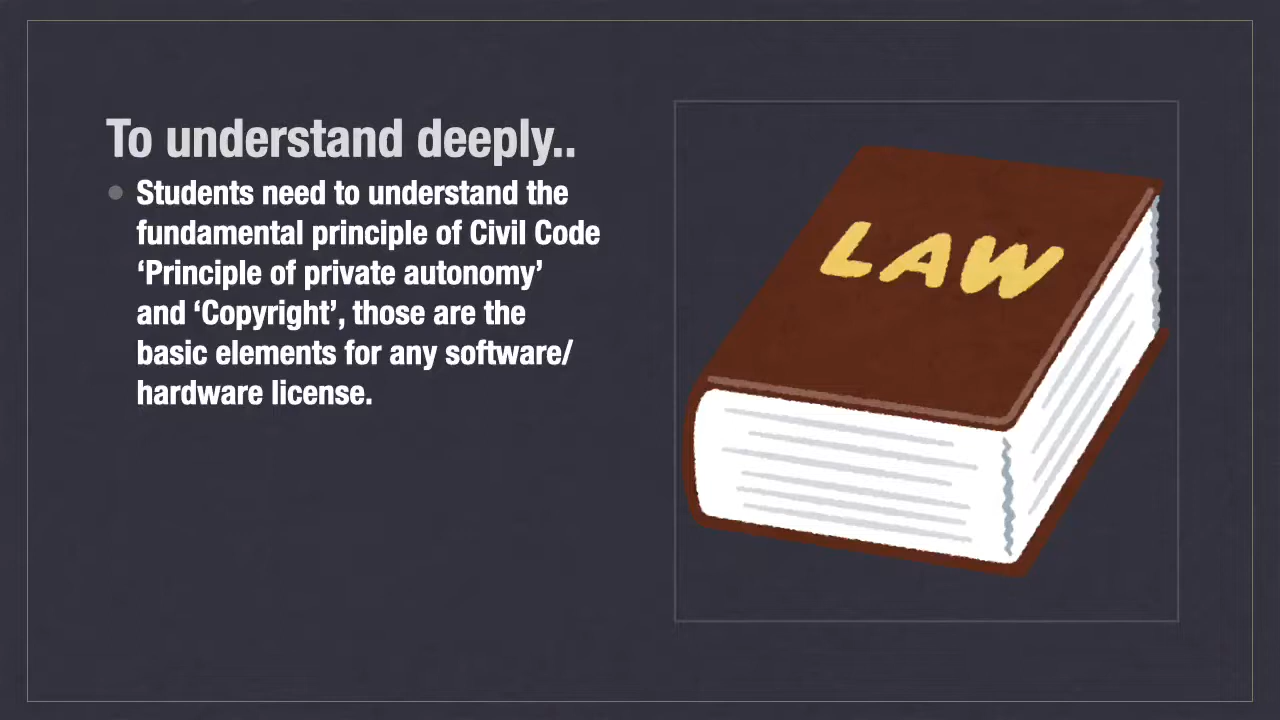 To understand deeply..
Students need to understand the
fundamental principle of Civil Code
‘Principle of private autonomy’
and ‘Copyright’, those are the
basic elements for any software/
hardware license.
LAW